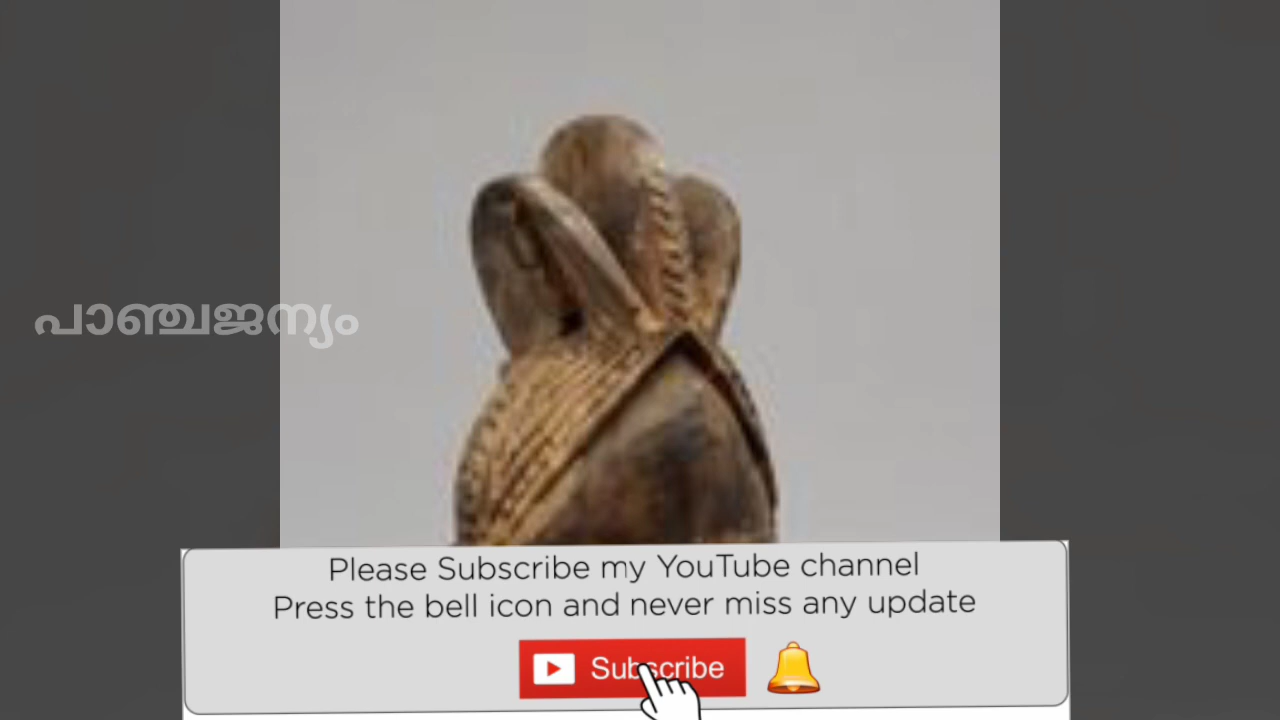 പാഞ്ചജന്യം
Please Subscribe my YouTube channel
Press the bell icon and never miss any update
Subscribe